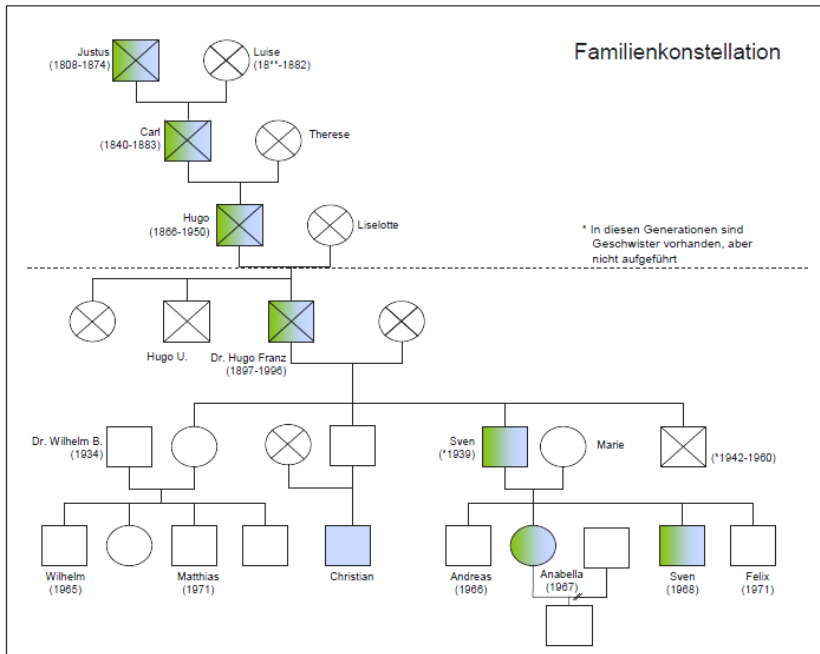 Familienkonstellation
Justus
(1808-1874)
Luise
(18**-1882)
Carl
(1840-1883)
Therese
Hugo
(1866-1950)
Liselotte
* In diesen Generationen sind
Geschwister vorhanden, aber
nicht aufgeführt
Hugo U.
Dr. Hugo Franz
(1897-1996)
Dr. Wilhelm B.
(1934)
Sven
(*1939)
Marie
(*1942-1960)
Wilhelm
(1965)
Matthias
(1971)
Christian
Andreas
(1966)
Anabella
(1967)
Sven
(1968)
Felix
(1971)